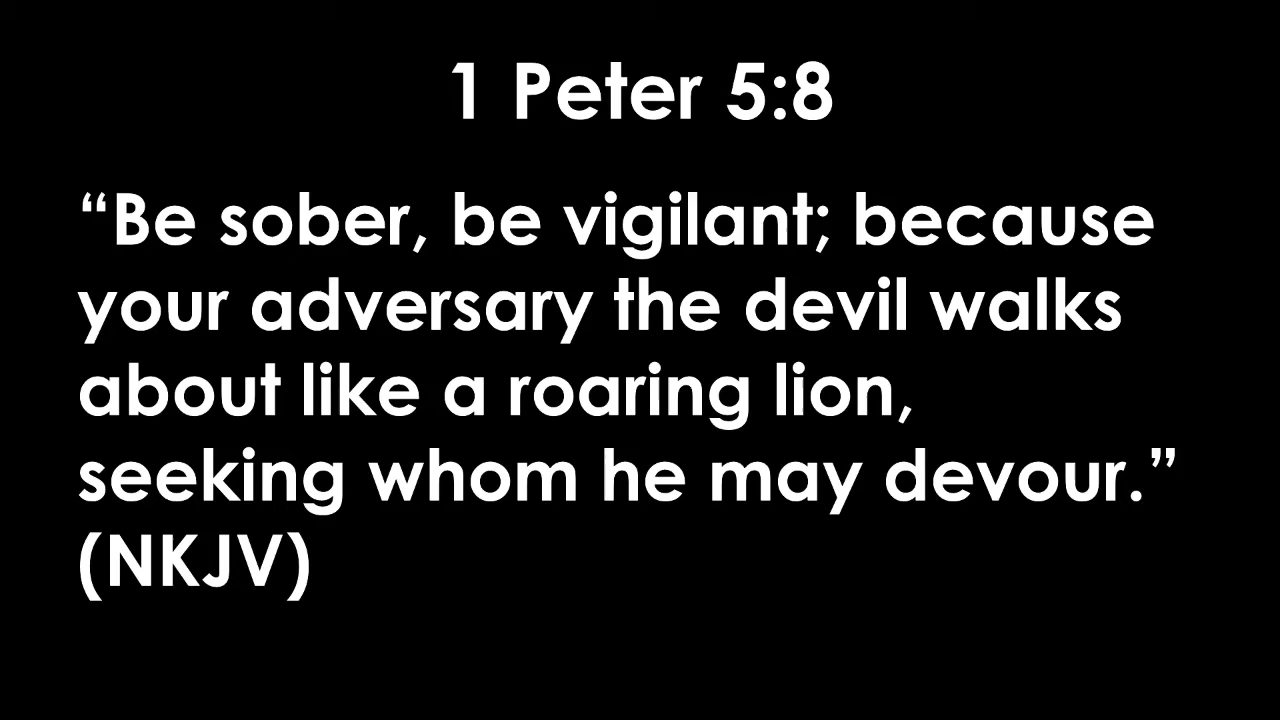 1 Peter 5:8
“Be sober, be vigilant; because
your adversary the devil walks
about like a roaring lion,
seeking whom he may devour.”
(NKJV)